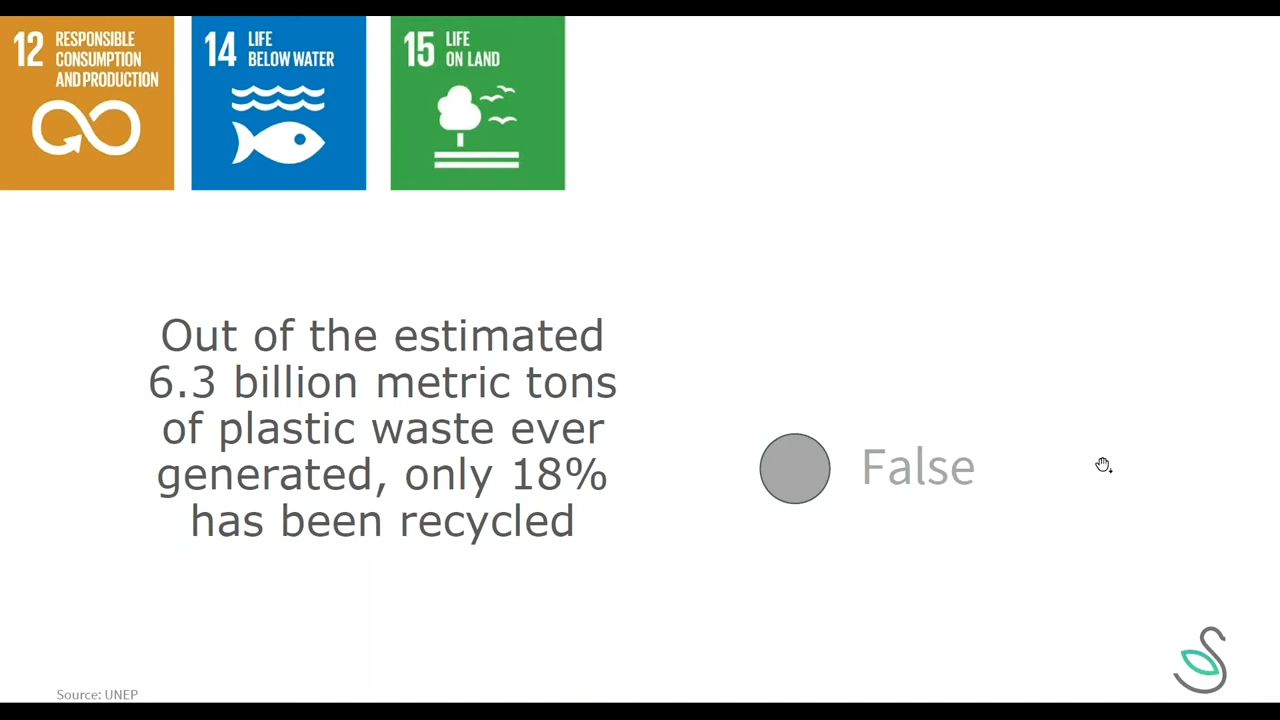 12 RESPONSIBLE
CONSUMPTION
AND PRODUCTION
14 LIFE
BELOW WATER
15 LIFE
ON LAND
Out of the estimated
6.3 billion metric tons
of plastic waste ever
generated, only 18%
has been recycled
False
Source: UNEP